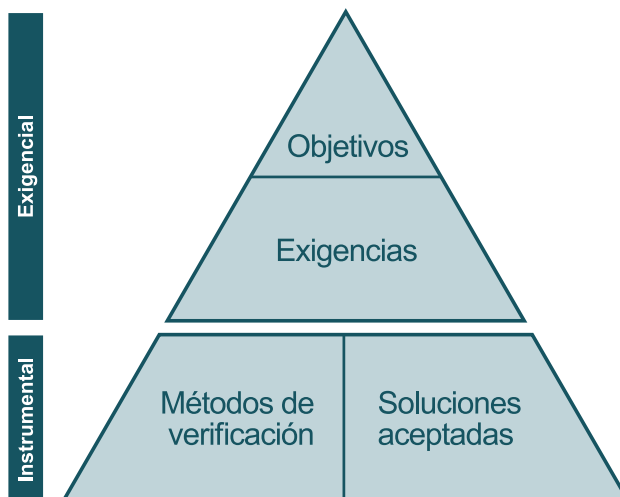 Exigencial
Objetivos
Exigencias
Instrumental
Métodos de
verificación
Soluciones
aceptadas